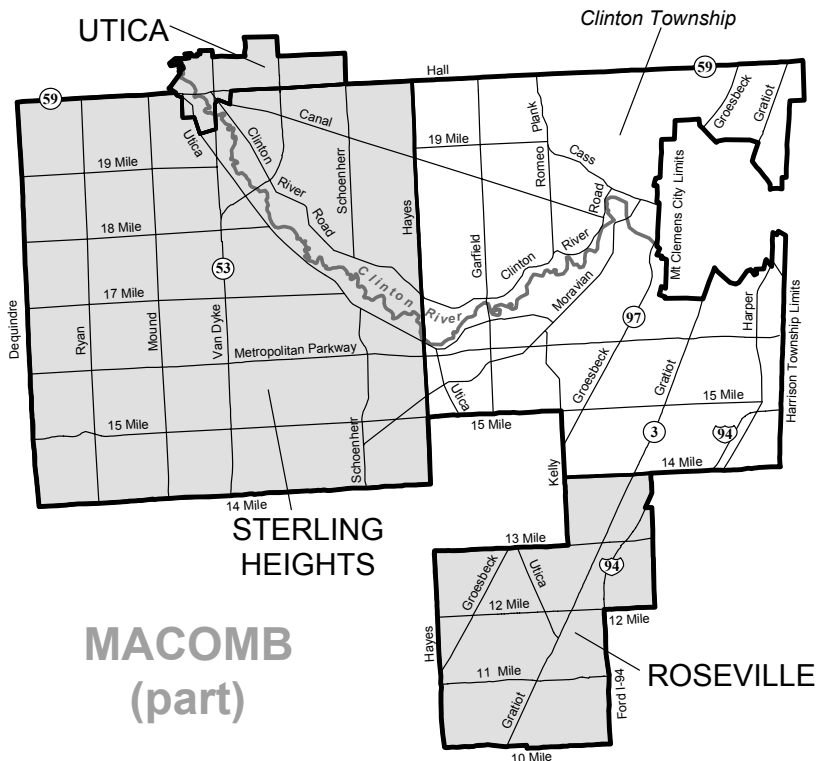 UTICA
Clinton Township
59
Hall
59
Groesbeck
Gratiot
Canal
Plank
Utica
Clinton
River
Road
19 Mile
19 Mile
Cass
Romeo
Schoenherr
Road
Mt Clemens City Limits
Hayes
18 Mile
Garfield
Clinton
River
53
Clinton River
Moravian
17 Mile
97
Harper
Dequindre
Ryan
Mound
Van Dyke
Metropolitan Parkway
Groesbeck
Gratiot
Harrison Township Limits
Utica
15 Mile
15 Mile
15 Mile
3
94
Schoenherr
14 Mile
Kelly
14 Mile
STERLING
HEIGHTS
13 Mile
Groesbeck
Utica
94
12 Mile
12 Mile
MACOMB
(part)
Hayes
11 Mile
ROSEVILLE
Gratiot
Ford I-94
10 Mile